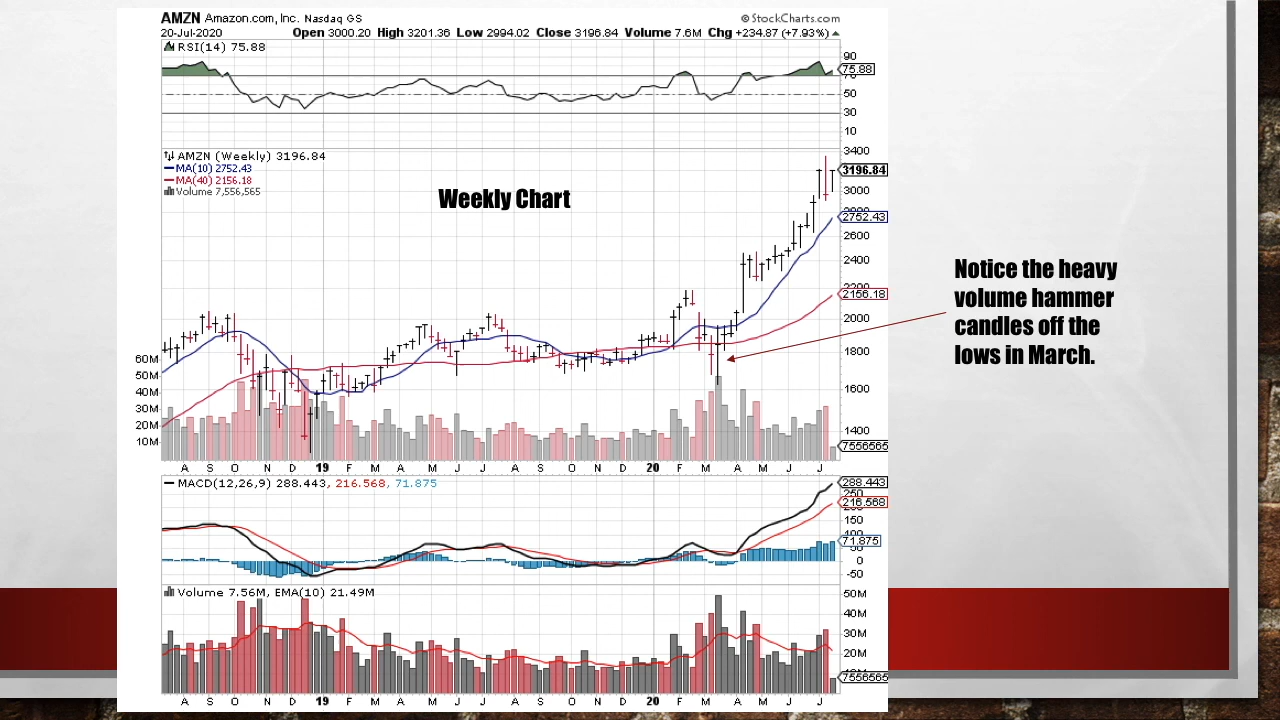 AMZN Amazon.com, Inc. Nasdaq GS
© StockCharts.com
20-Jul-2020
Open 3000.20 High 3201.36 Low 2994.02 Close 3196.84 Volume 7.6M Chg +234.87 (+7.93%)
RSI(14) 75.88
90
75.88
50
30
10
AMZN (Weekly) 3196.84
MA(10) 2752.43
MA(40) 2156.18
Volume 7,556,565
Weekly Chart
3400
3196.84
3000
2752.43
2600
2400
2156.18
2000
1800
1600
1400
7556565
60M
50M
40M
30M
20M
10M
A S O N D 19 F M A M J J A S O N D 20 F M A M J J
Notice the heavy
volume hammer
candles off the
lows in March.
MACD(12,26,9) 288.443, 216.568, 71.875
288.443
250
216.568
150
100
71.875
0
-50
Volume 7.56M, EMA(10) 21.49M
50M
40M
30M
20M
7556565
A S O N D 19 F M A M J J A S O N D 20 F M A M J J